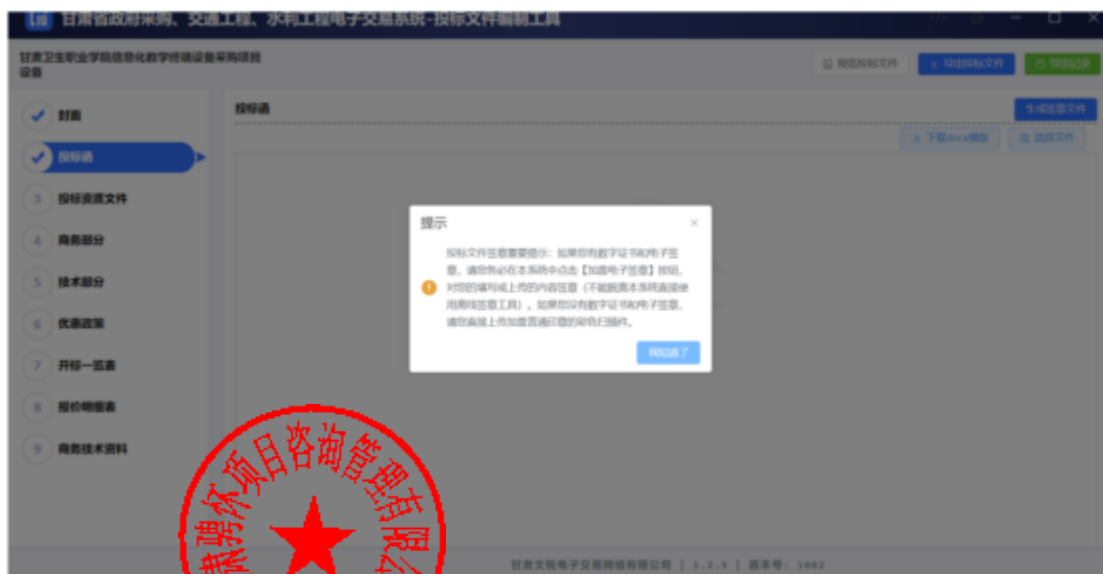 甘肃省政府采购、交通工程、水利工程电子交易系统-投标文件编制工具
甘肃卫生职业学院信息化教学终端设备采购项目
设备
预览投标文件
导出投标文件
导出记录
封面
投标函
3 投标资质文件
4 商务部分
5 技术部分
6 优惠政策
7 开标一览表
8 报价明细表
9 商务技术资料
投标函
生成签章文件
下载docx模版
选择文件
提示
投标文件签章重要提示:如果您有数字证书和电子签
章,请您务必在本系统中点击【加盖电子签章】按钮,
对您的填写或上传的内容签章(不能脱离本系统直接使
用离线签章工具)。如果您没有数字证书和电子签章,
请您直接上传加盖普通印章的彩色扫描件。
我知道了
肃骋怀项目咨询管理有限公
甘肃文锐电子交易网络有限公司 | 1.2.3 | 版本号: 1002